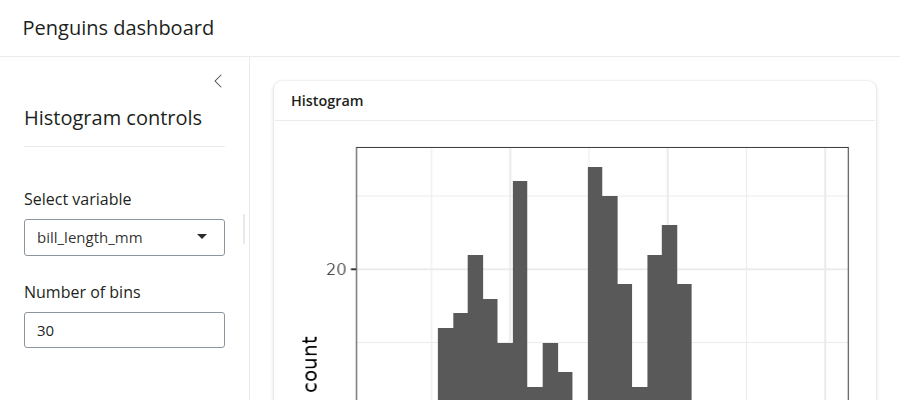 Penguins dashboard
Histogram controls
Select variable
bill_length_mm
Number of bins
30
Histogram
20
count